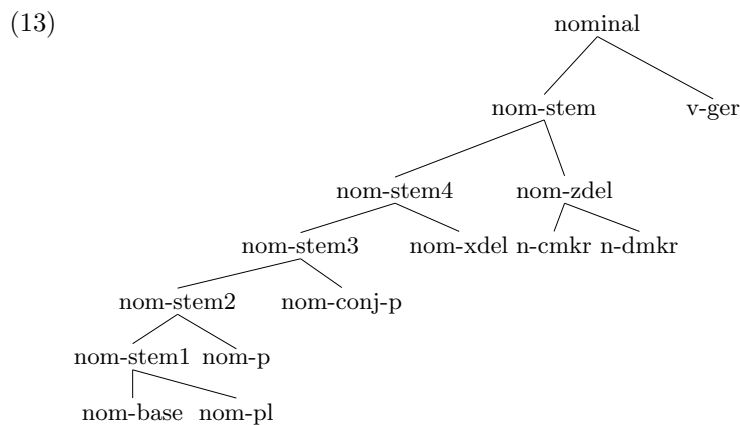 (13)
nominal
nom-stem v-ger
nom-stem4 nom-zdel
nom-stem3 nom-xdel n-cmkr n-dmkr
nom-stem2 nom-conj-p
nom-stem1 nom-p
nom-base nom-pl